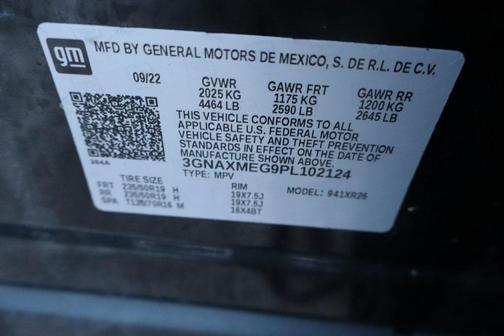 gm
MFD BY GENERAL MOTORS DE MEXICO, S. DE R.L. DE C.V.
09/22 GVWR GAWR FRT GAWR RR
2025 KG 1175 KG 1200 KG
4464 LB 2590 LB 2645 LB
THIS VEHICLE CONFORMS TO ALL
APPLICABLE U.S. FEDERAL MOTOR
VEHICLE SAFETY AND THEFT PREVENTION
STANDARDS IN EFFECT ON THE DATE OF
MANUFACTURE SHOWN ABOVE.
3GNAXMEG9PL102124
TYPE: MPV MODEL: 941XR26
TIRE SIZE RIM
FRT 235/50R19 H 19X7.5J
RR 235/50R19 H 19X7.5J
SPA T135/70R16 M 16X4BT